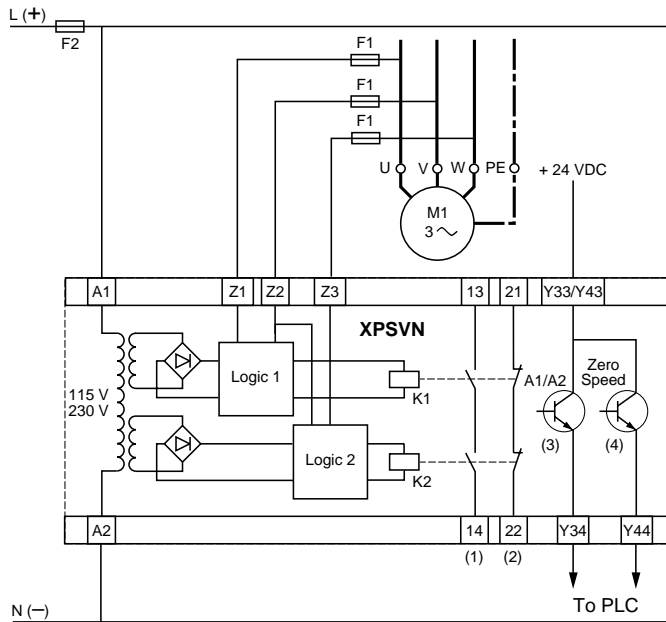 L (+)
F2
F1
F1
F1
U V W PE + 24 VDC
M1
3
A1 Z1 Z2 Z3 13 21 Y33/Y43
XPSVN
115 V
230 V
Logic 1
K1
A1/A2
Zero
Speed
(3) (4)
Logic 2
K2
A2 14 22 Y34 Y44
(1) (2)
To PLC
N (–)